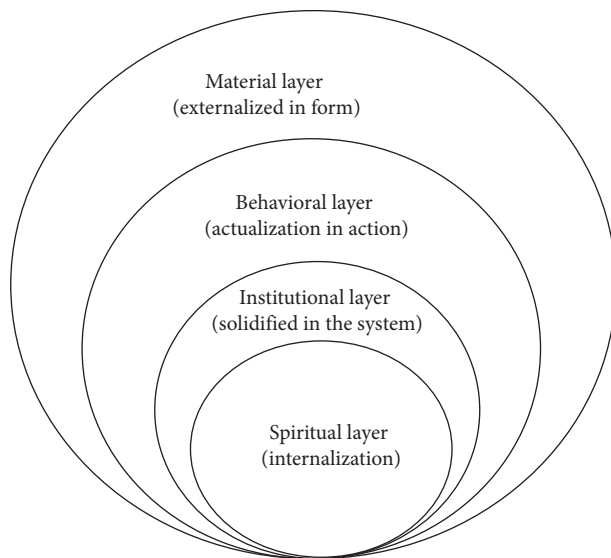 Material layer
(externalized in form)
Behavioral layer
(actualization in action)
Institutional layer
(solidified in the system)
Spiritual layer
(internalization)